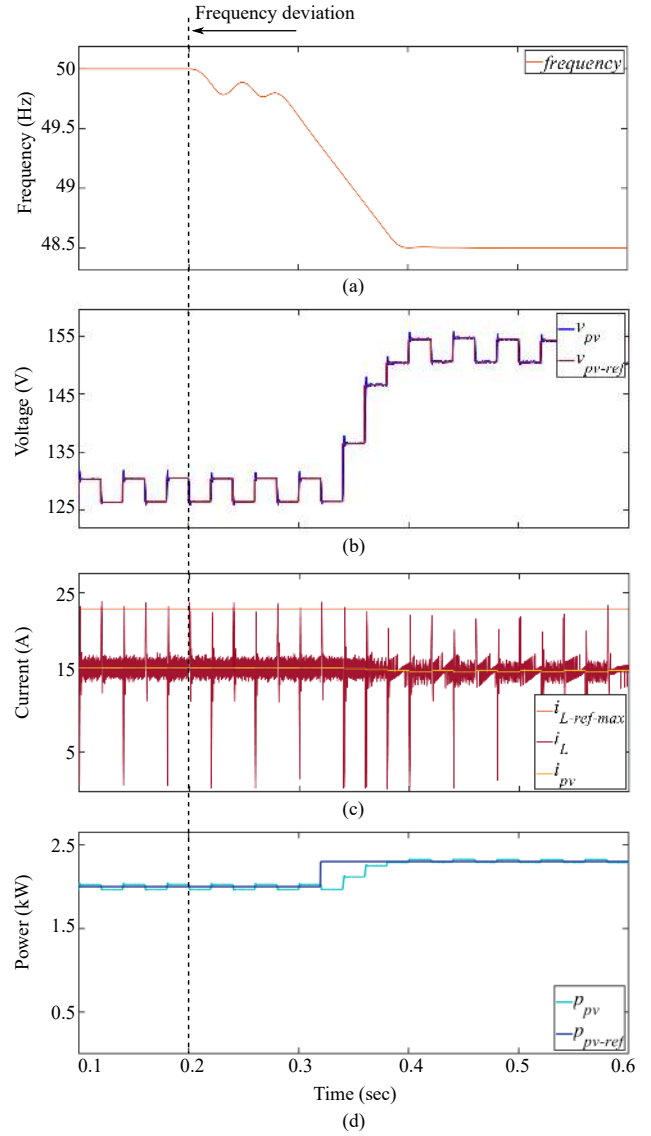 Frequency deviation
50
49.5
49
48.5
Frequency (Hz)
frequency
(a)
155
145
135
125
Voltage (V)
v_pv
v_pv-ref
(b)
25
15
5
Current (A)
i_L-ref-max
i_L
i_pv
(c)
2.5
1.5
0.5
Power (kW)
p_pv
p_pv-ref
0.1 0.2 0.3 0.4 0.5 0.6
Time (sec)
(d)